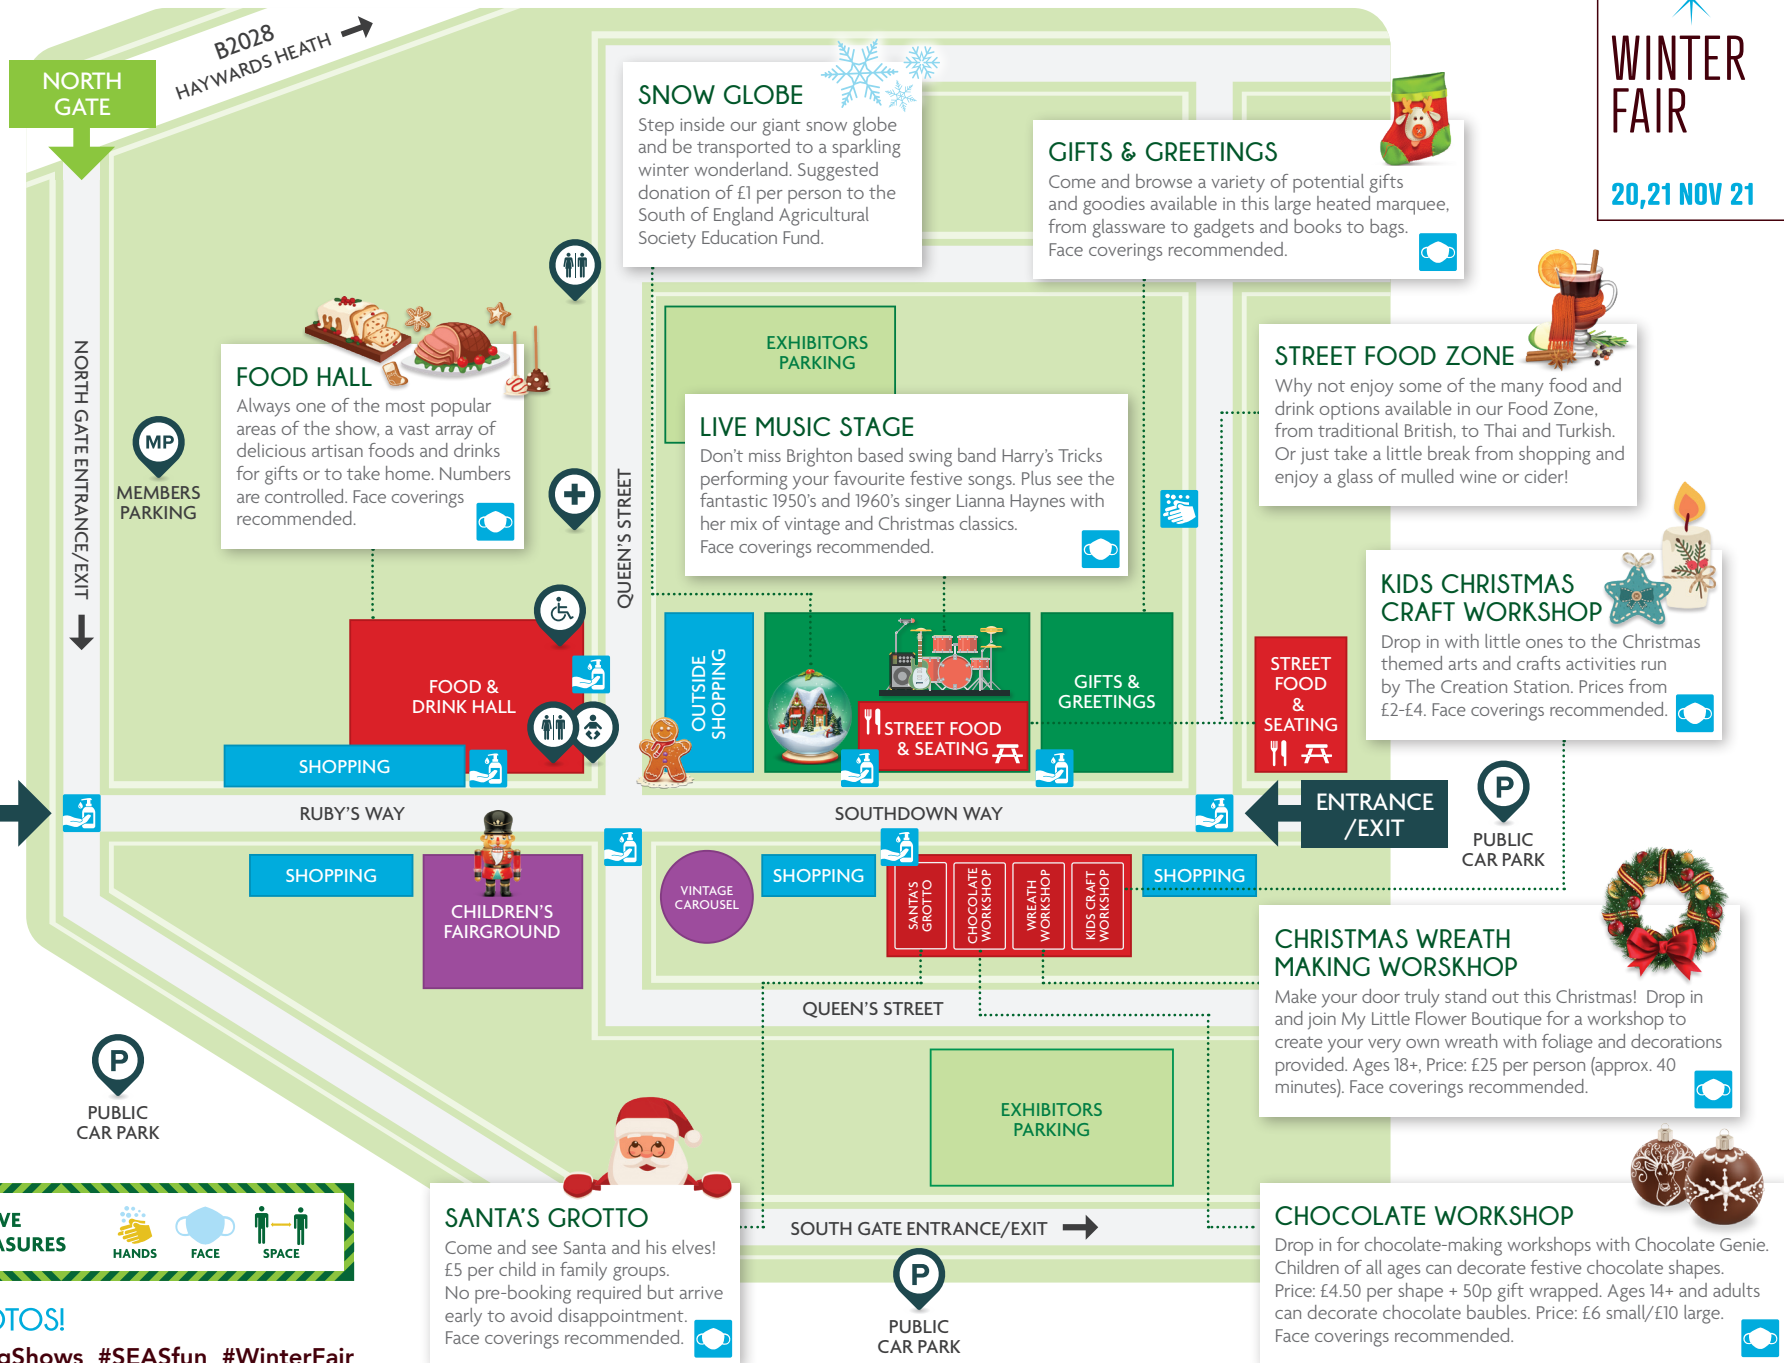 B2028
HAYWARDS HEATH
NORTH
GATE
WINTER
FAIR
20,21 NOV 21
SNOW GLOBE
Step inside our giant snow globe
and be transported to a sparkling
winter wonderland. Suggested
donation of £1 per person to the
South of England Agricultural
Society Education Fund.
GIFTS & GREETINGS
Come and browse a variety of potential gifts
and goodies available in this large heated marquee,
from glassware to gadgets and books to bags.
Face coverings recommended.
EXHIBITORS
PARKING
STREET FOOD ZONE
Why not enjoy some of the many food and
drink options available in our Food Zone,
from traditional British, to Thai and Turkish.
Or just take a little break from shopping and
enjoy a glass of mulled wine or cider!
FOOD HALL
Always one of the most popular
areas of the show, a vast array of
delicious artisan foods and drinks
for gifts or to take home. Numbers
are controlled. Face coverings
recommended.
LIVE MUSIC STAGE
Don't miss Brighton based swing band Harry's Tricks
performing your favourite festive songs. Plus see the
fantastic 1950's and 1960's singer Lianna Haynes with
her mix of vintage and Christmas classics.
Face coverings recommended.
NORTH GATE ENTRANCE/EXIT
MP
MEMBERS
PARKING
QUEEN'S STREET
KIDS CHRISTMAS
CRAFT WORKSHOP
Drop in with little ones to the Christmas
themed arts and crafts activities run
by The Creation Station. Prices from
£2-£4. Face coverings recommended.
FOOD &
DRINK HALL
SHOPPING
OUTSIDE
SHOPPING
STREET FOOD
& SEATING
GIFTS &
GREETINGS
STREET
FOOD
&
SEATING
RUBY'S WAY
SOUTHDOWN WAY
ENTRANCE
/EXIT
P
PUBLIC
CAR PARK
SHOPPING
CHILDREN'S
FAIRGROUND
VINTAGE
CAROUSEL
SHOPPING
SANTA'S
GROTTO
CHOCOLATE
WORKSHOP
WREATH
WORKSHOP
KIDS CRAFT
WORKSHOP
SHOPPING
CHRISTMAS WREATH
MAKING WORSKHOP
Make your door truly stand out this Christmas! Drop in
and join My Little Flower Boutique for a workshop to
create your very own wreath with foliage and decorations
provided. Ages 18+, Price: £25 per person (approx. 40
minutes). Face coverings recommended.
QUEEN'S STREET
P
PUBLIC
CAR PARK
EXHIBITORS
PARKING
SANTA'S GROTTO
Come and see Santa and his elves!
£5 per child in family groups.
No pre-booking required but arrive
early to avoid disappointment.
Face coverings recommended.
SOUTH GATE ENTRANCE/EXIT
P
PUBLIC
CAR PARK
CHOCOLATE WORKSHOP
Drop in for chocolate-making workshops with Chocolate Genie.
Children of all ages can decorate festive chocolate shapes.
Price: £4.50 per shape + 50p gift wrapped. Ages 14+ and adults
can decorate chocolate baubles. Price: £6 small/£10 large.
Face coverings recommended.
HANDS
FACE
SPACE
#SEASfun #WinterFair